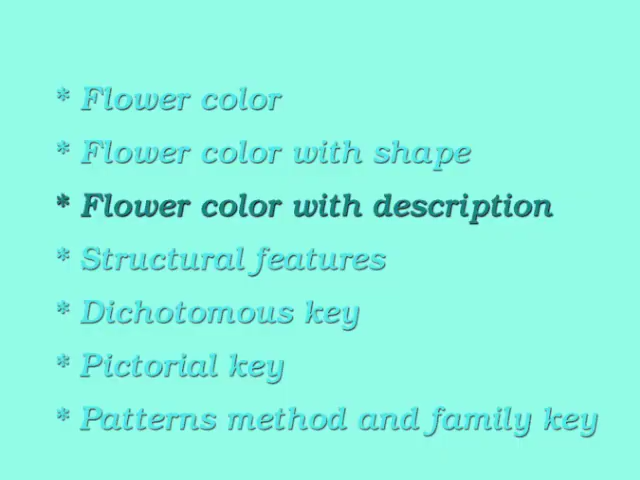 * Flower color
* Flower color with shape
* Flower color with description
* Structural features
* Dichotomous key
* Pictorial key
* Patterns method and family key